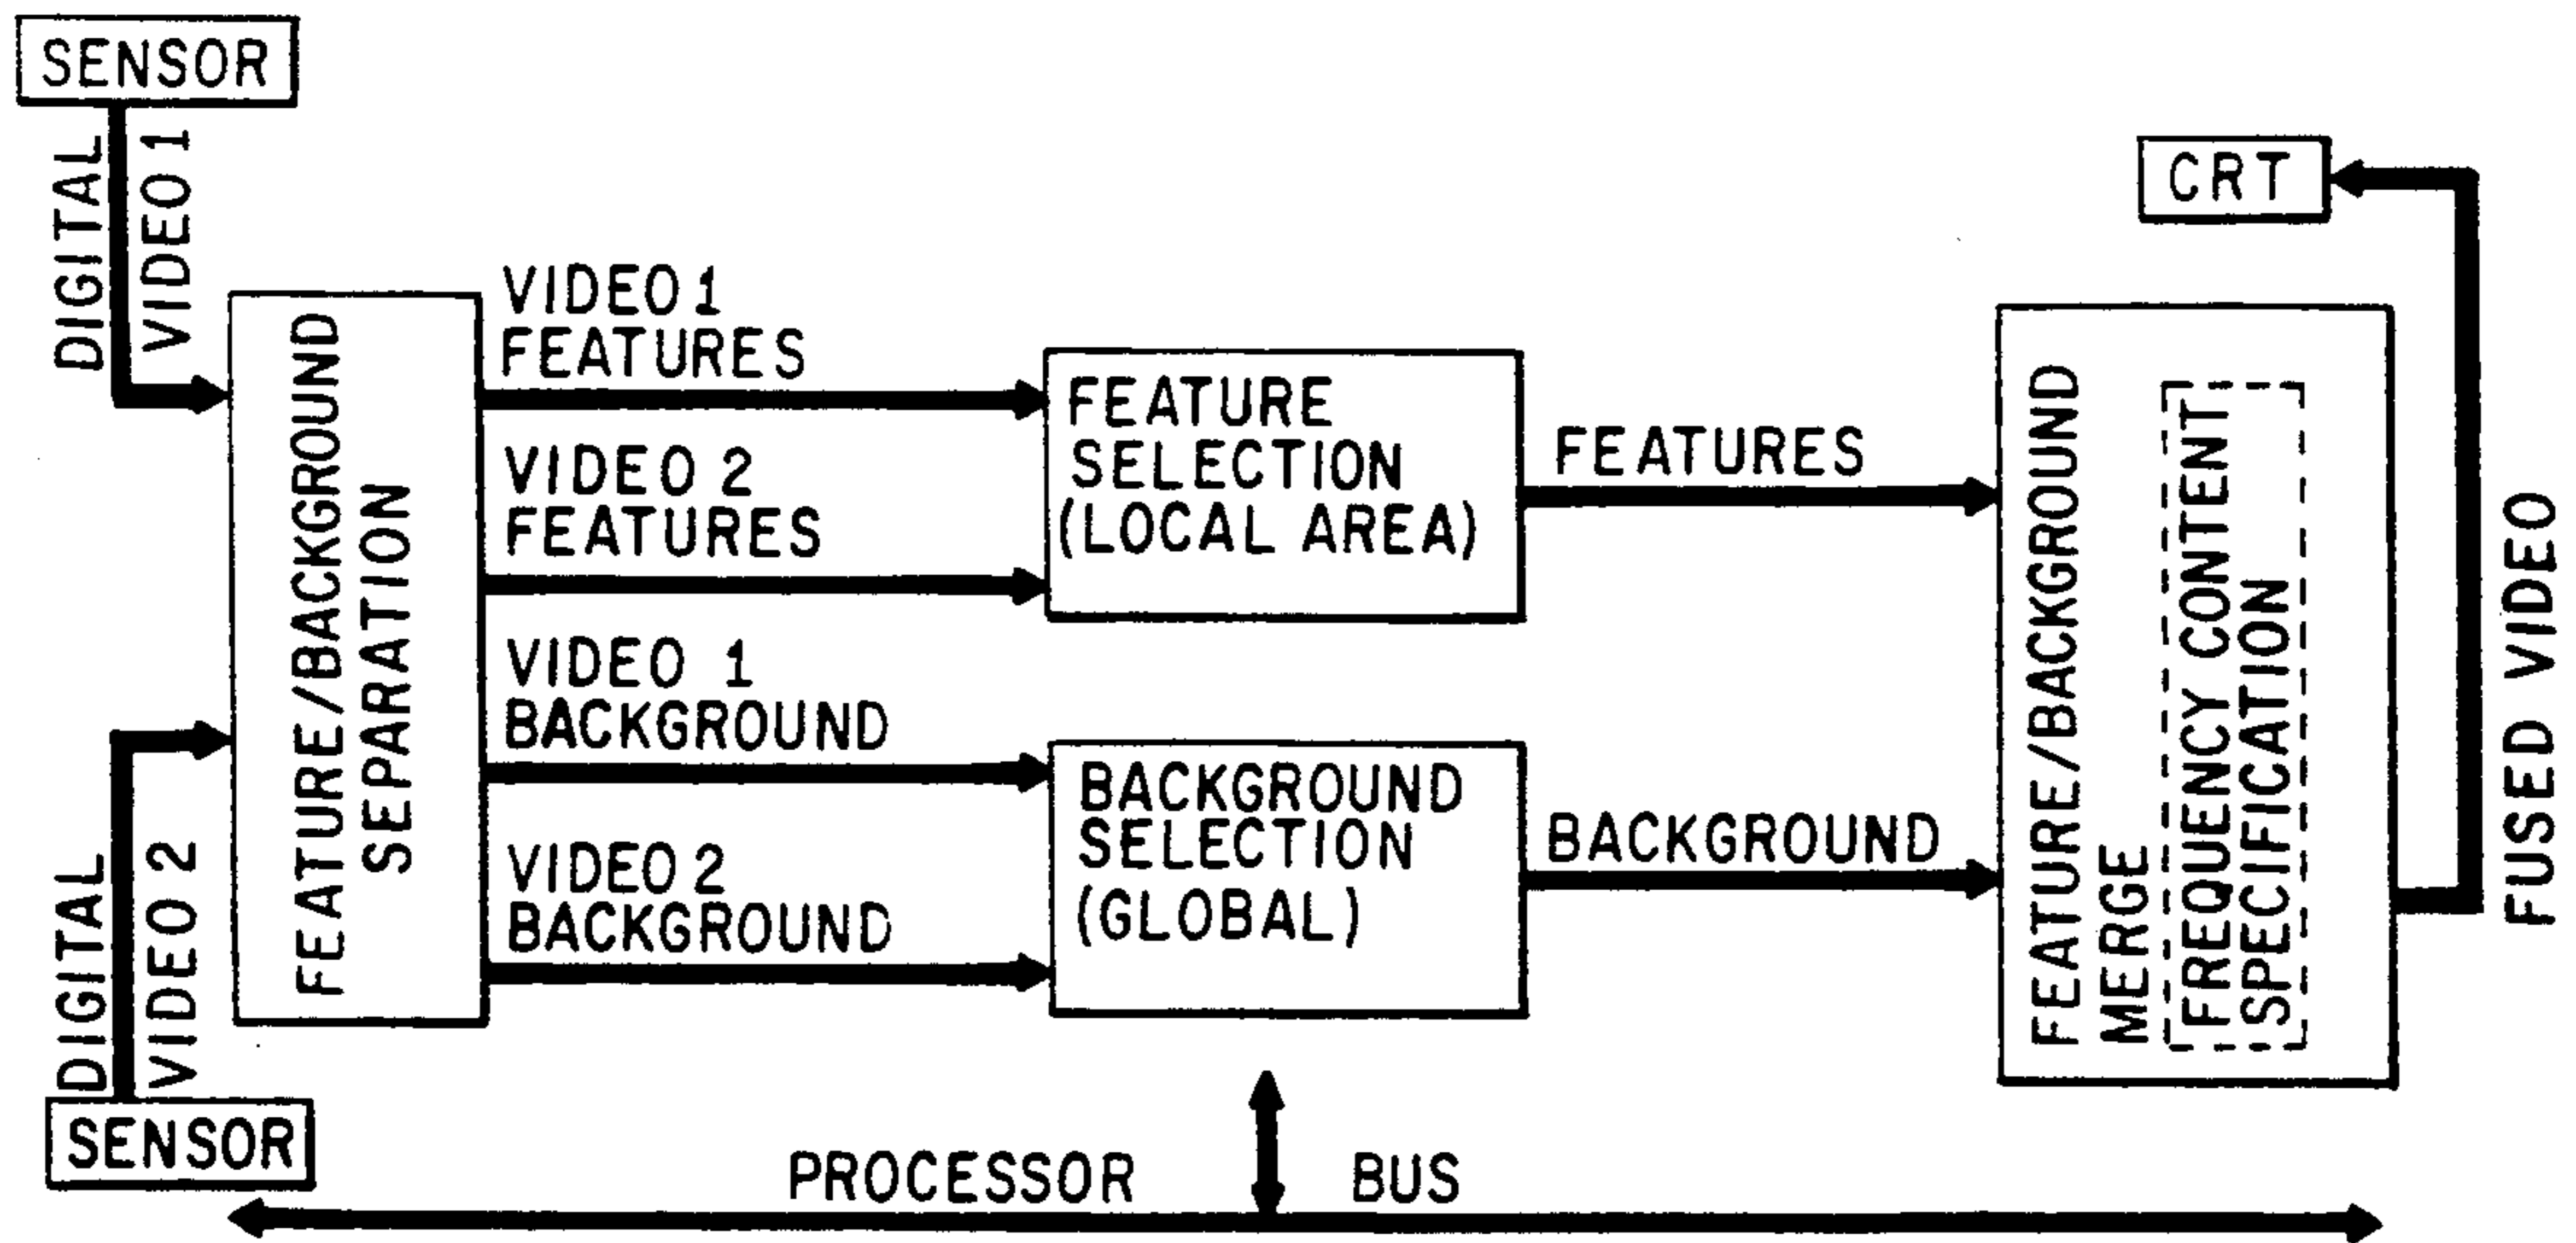 SENSOR
DIGITAL
VIDEO 1
CRT
VIDEO 1
FEATURES
FEATURE/BACKGROUND
SEPARATION
VIDEO 2
FEATURES
FEATURE
SELECTION
(LOCAL AREA)
FEATURES
VIDEO 1
BACKGROUND
VIDEO 2
BACKGROUND
BACKGROUND
SELECTION
(GLOBAL)
BACKGROUND
FEATURE/BACKGROUND
MERGE
FREQUENCY CONTENT
SPECIFICATION
FUSED VIDEO
DIGITAL
VIDEO 2
SENSOR
PROCESSOR BUS